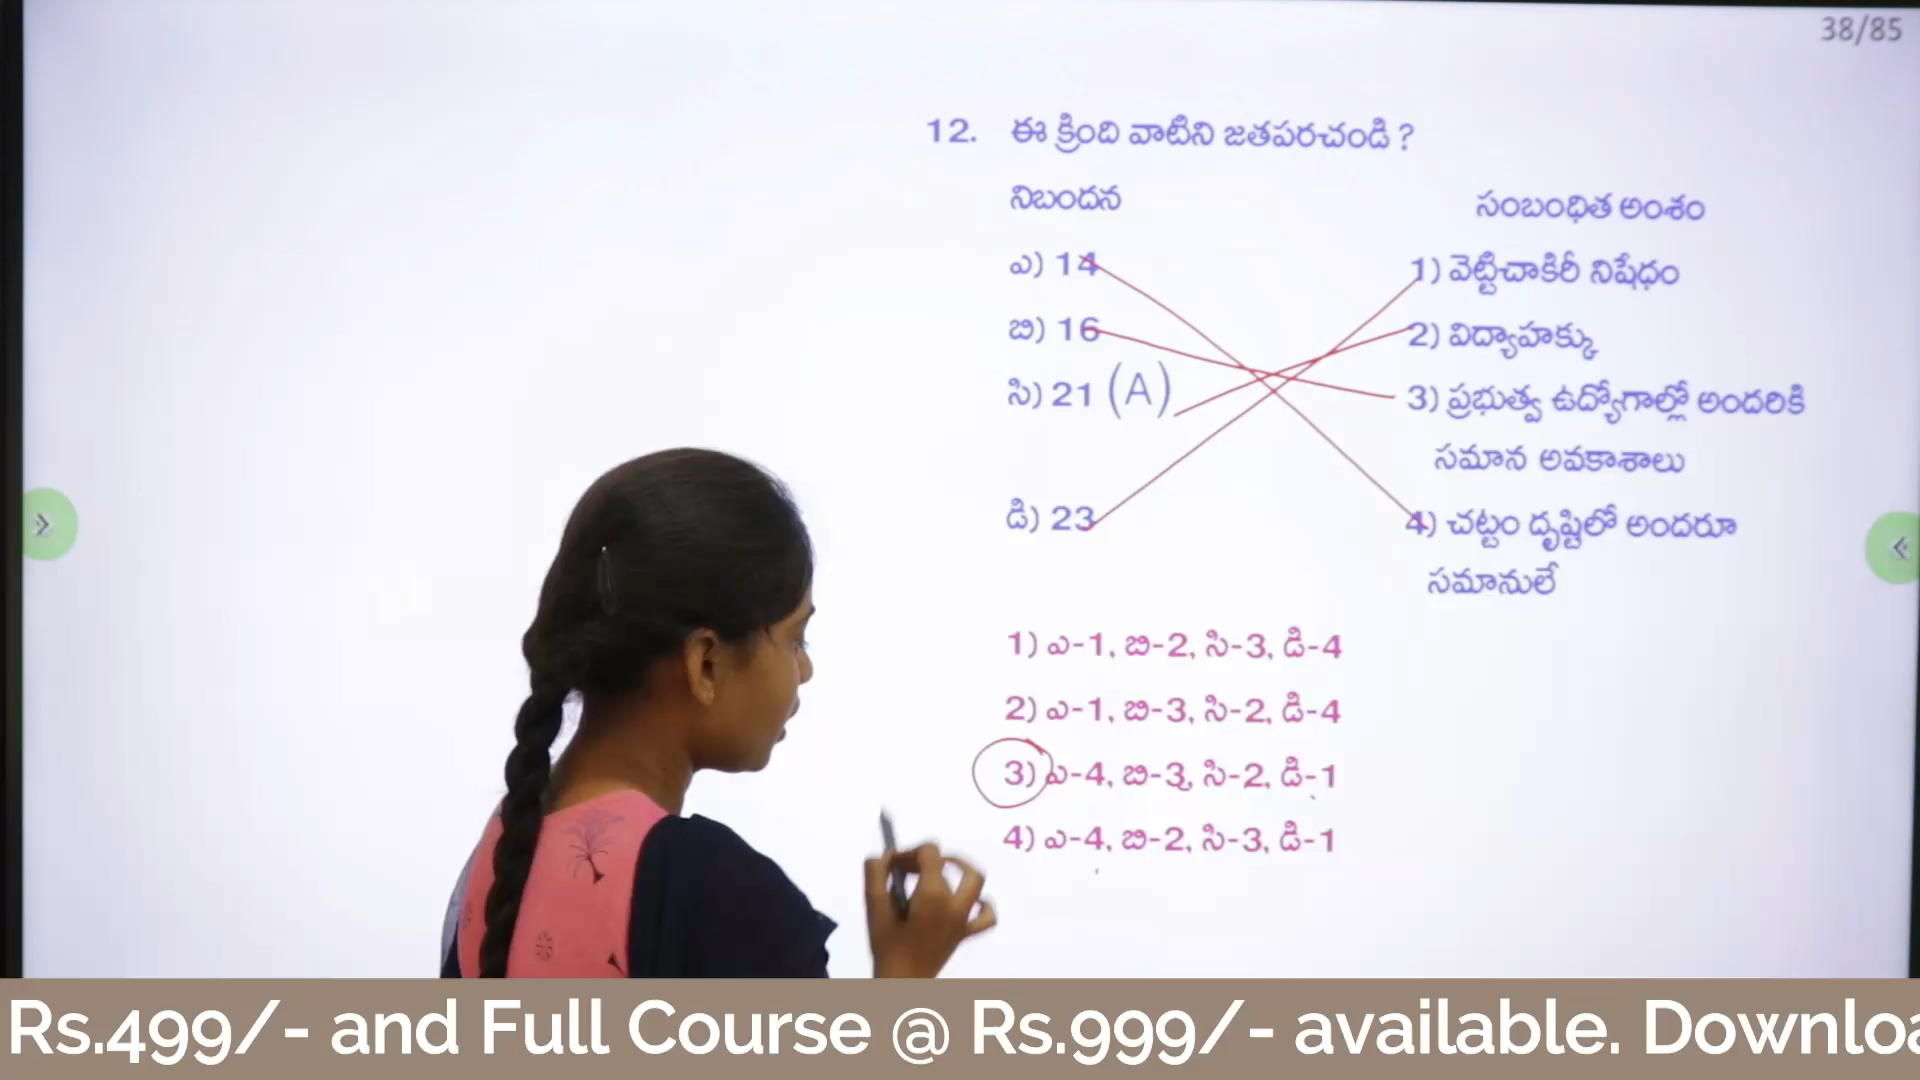 38/85
12. ఈ క్రింది వాటిని జతపరచండి ?
నిబందన
సంబంధిత అంశం
ఎ) 14
1) వెట్టిచాకిరీ నిషేధం
బి) 16
2) విద్యాహక్కు
సి) 21 (A)
3) ప్రభుత్వ ఉద్యోగాల్లో అందరికి
సమాన అవకాశాలు
డి) 23
4) చట్టం దృష్టిలో అందరూ
సమానులే
1) ఎ-1, బి-2, సి-3, డి-4
2) ఎ-1, బి-3, సి-2, డి-4
3) ఎ-4, బి-3, సి-2, డి-1
4) ఎ-4, బి-2, సి-3, డి-1
Rs.499/- and Full Course @ Rs.999/- available.